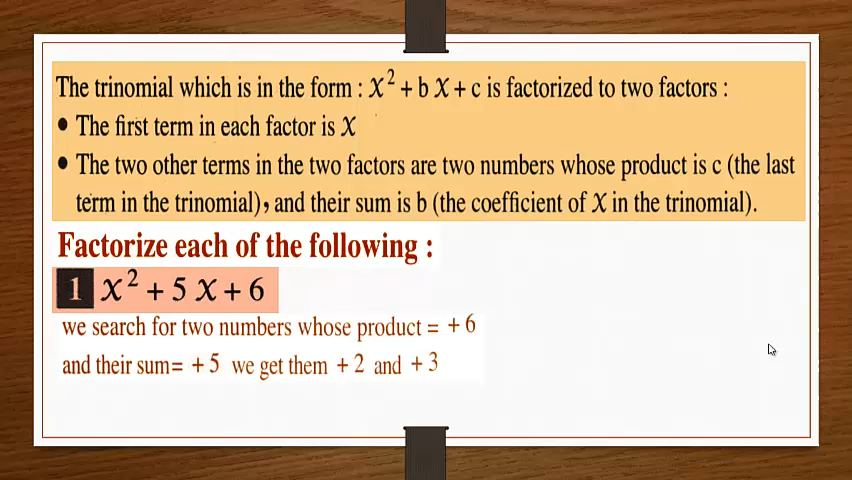 The trinomial which is in the form : x² + b x + c is factorized to two factors :
• The first term in each factor is x
• The two other terms in the two factors are two numbers whose product is c (the last
term in the trinomial), and their sum is b (the coefficient of x in the trinomial).
Factorize each of the following :
1 x² + 5 x + 6
we search for two numbers whose product = + 6
and their sum= + 5 we get them + 2 and + 3